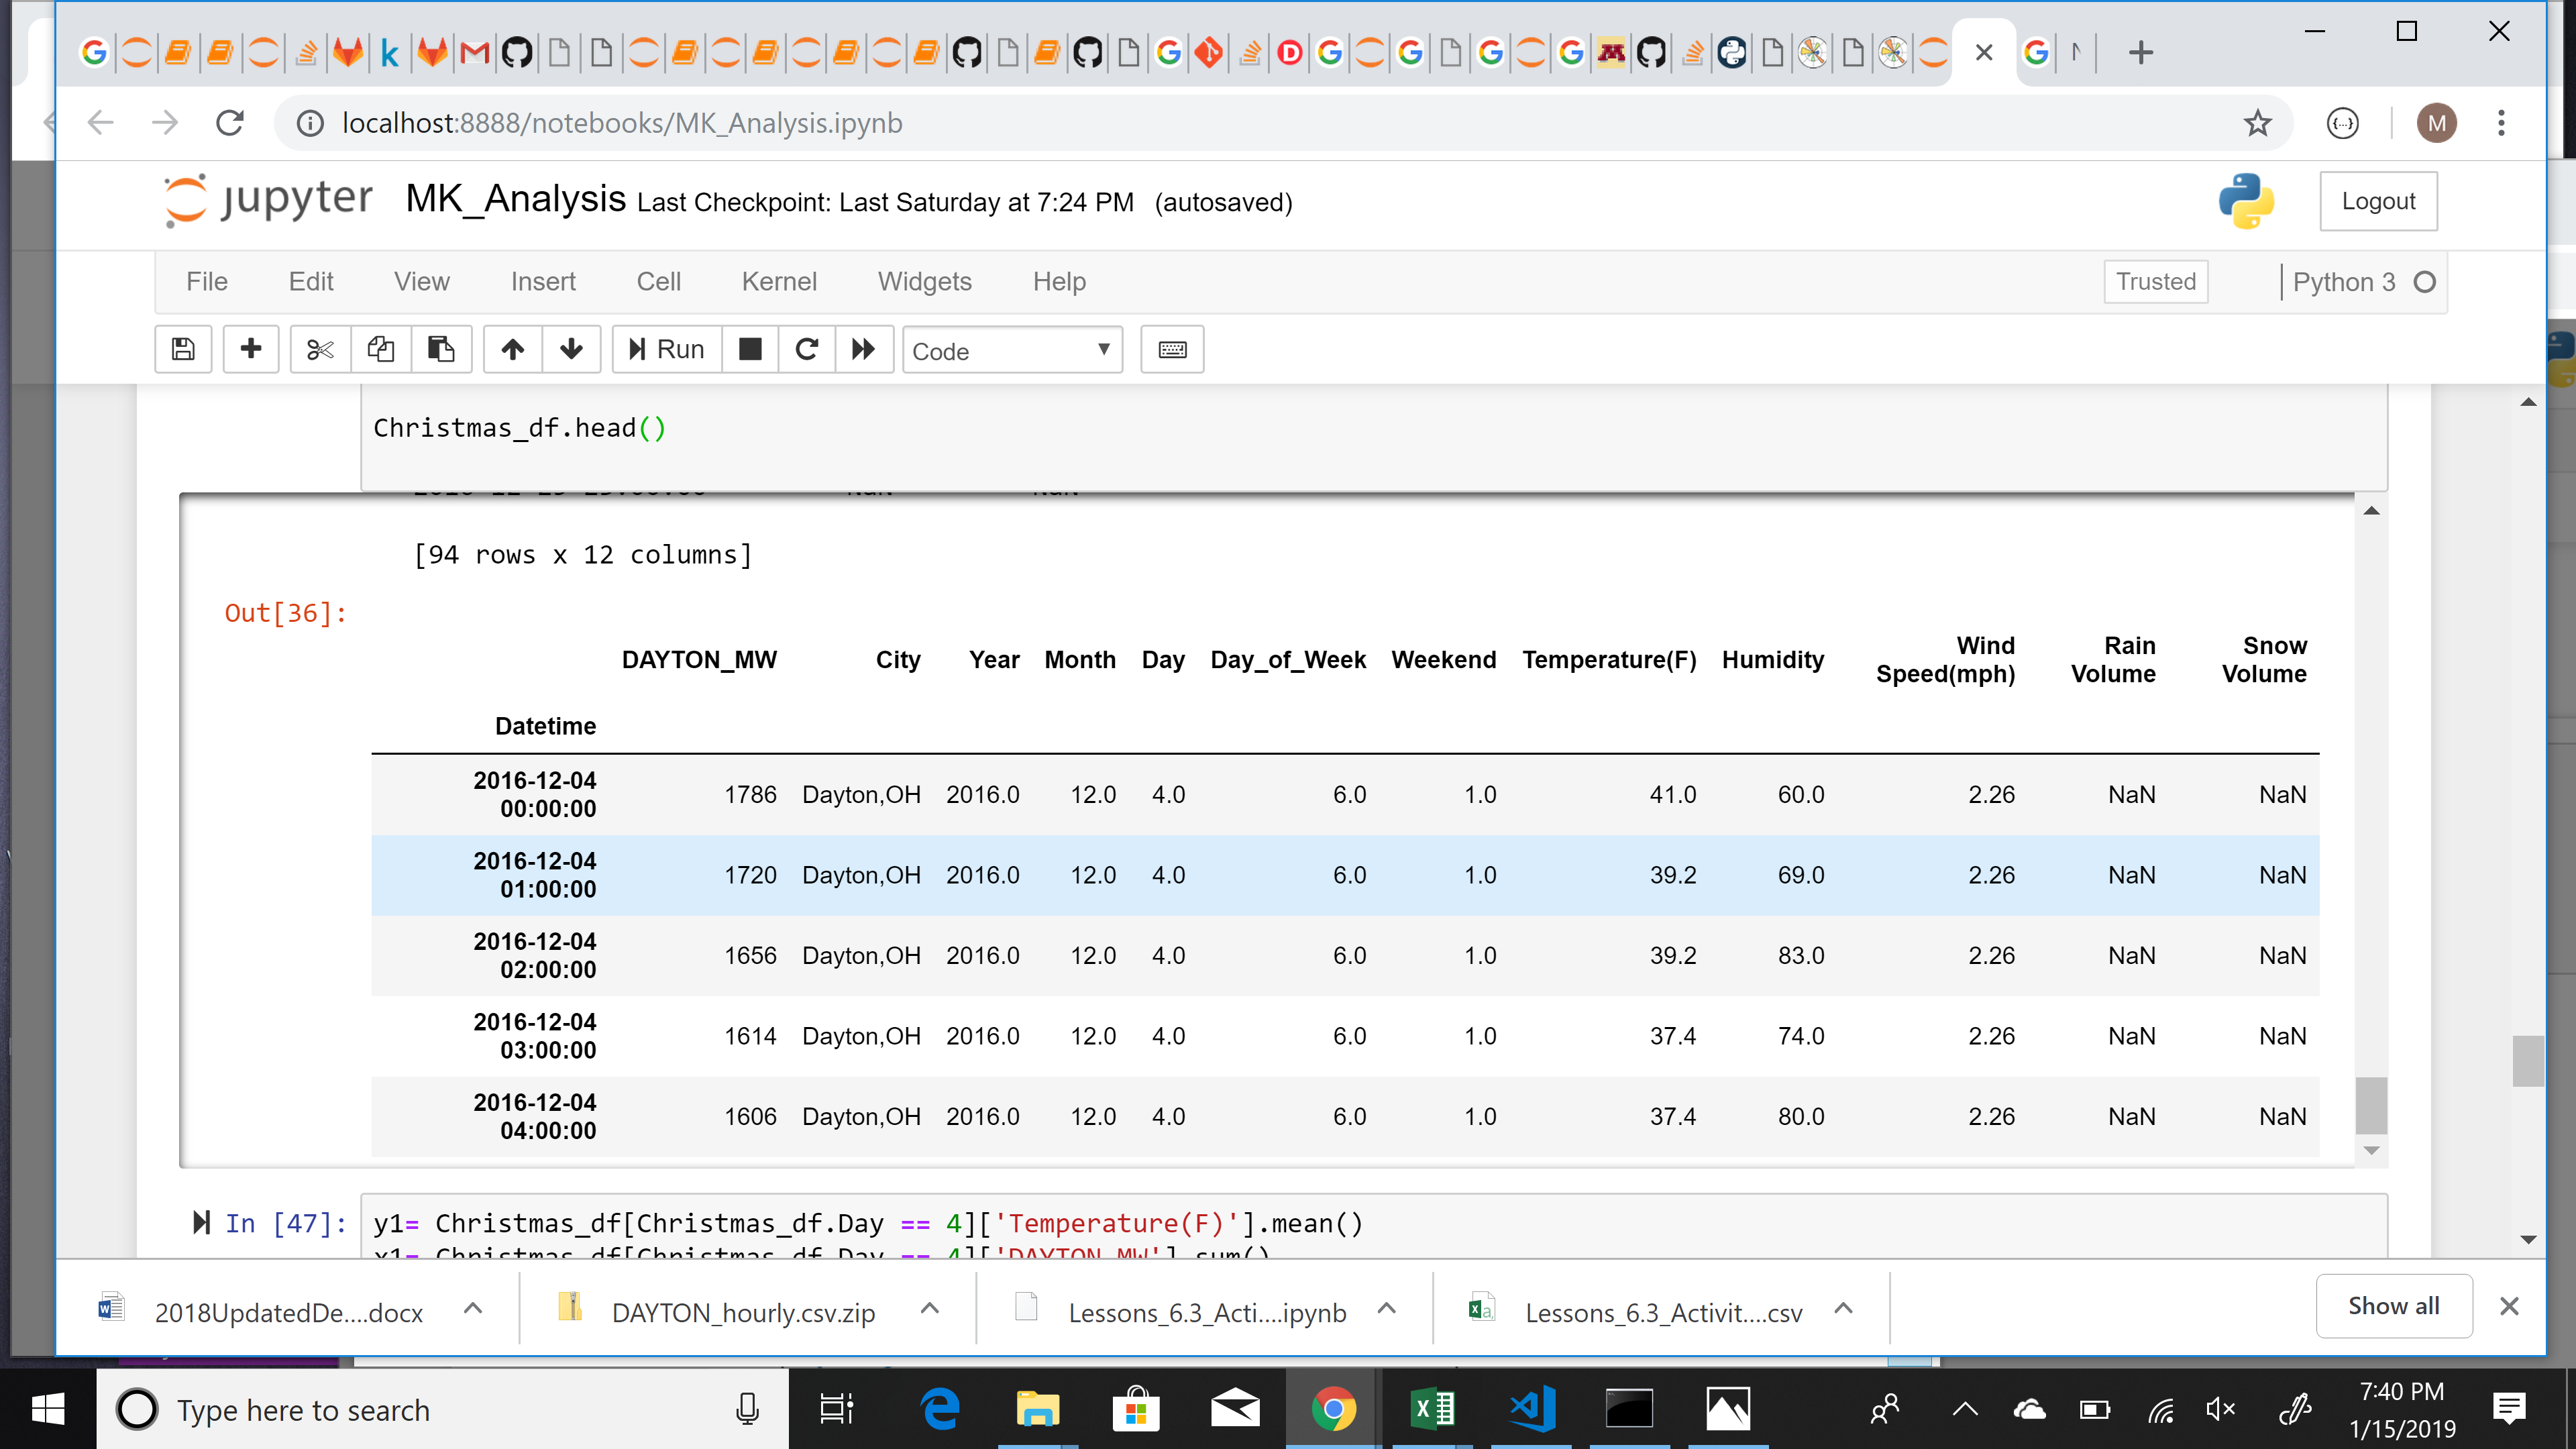 localhost:8888/notebooks/MK_Analysis.ipynb
M
jupyter MK_Analysis Last Checkpoint: Last Saturday at 7:24 PM (autosaved)
Logout
File Edit View Insert Cell Kernel Widgets Help
Trusted
Python 3
Run
Code
Christmas_df.head()
[94 rows x 12 columns]
Out[36]:
DAYTON_MW City Year Month Day Day_of_Week Weekend Temperature(F) Humidity Wind Speed(mph) Rain Volume Snow Volume
Datetime
2016-12-04 00:00:00 1786 Dayton,OH 2016.0 12.0 4.0 6.0 1.0 41.0 60.0 2.26 NaN NaN
2016-12-04 01:00:00 1720 Dayton,OH 2016.0 12.0 4.0 6.0 1.0 39.2 69.0 2.26 NaN NaN
2016-12-04 02:00:00 1656 Dayton,OH 2016.0 12.0 4.0 6.0 1.0 39.2 83.0 2.26 NaN NaN
2016-12-04 03:00:00 1614 Dayton,OH 2016.0 12.0 4.0 6.0 1.0 37.4 74.0 2.26 NaN NaN
2016-12-04 04:00:00 1606 Dayton,OH 2016.0 12.0 4.0 6.0 1.0 37.4 80.0 2.26 NaN NaN
In [47]: y1= Christmas_df[Christmas_df.Day == 4]['Temperature(F)'].mean()
x1= Christmas_df[Christmas_df.Day == 4]['DAYTON_MW'].sum()
2018UpdatedDe....docx
DAYTON_hourly.csv.zip
Lessons_6.3_Acti....ipynb
Lessons_6.3_Activit....csv
Show all
Type here to search
7:40 PM
1/15/2019